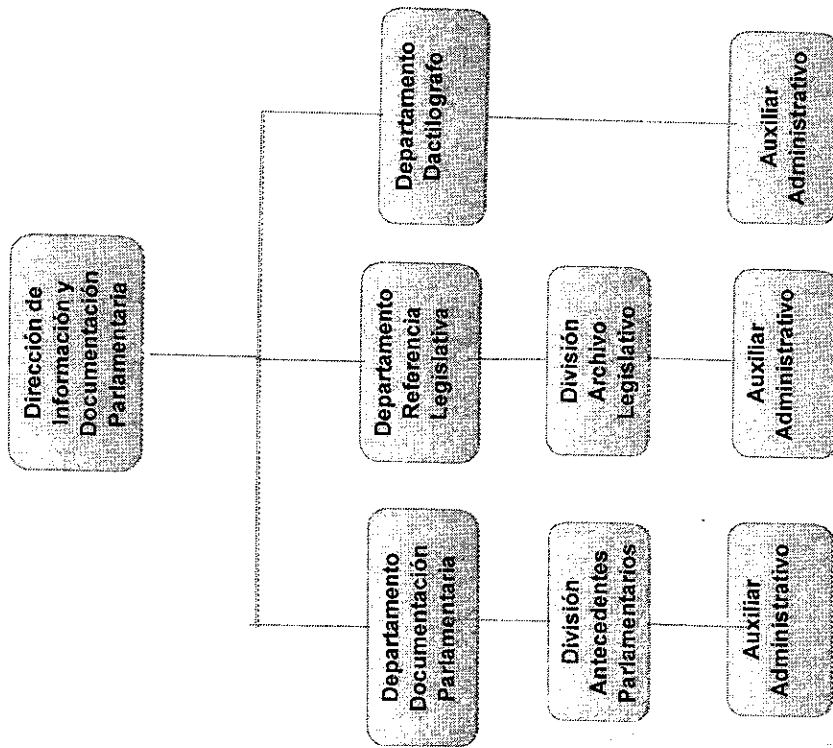 Dirección de
Información y
Documentación
Parlamentaria
Departamento
Documentación
Parlamentaria
Departamento
Referencia
Legislativa
Departamento
Dactilografo
División
Antecedentes
Parlamentarios
División
Archivo
Legislativo
Auxiliar
Administrativo
Auxiliar
Administrativo
Auxiliar
Administrativo